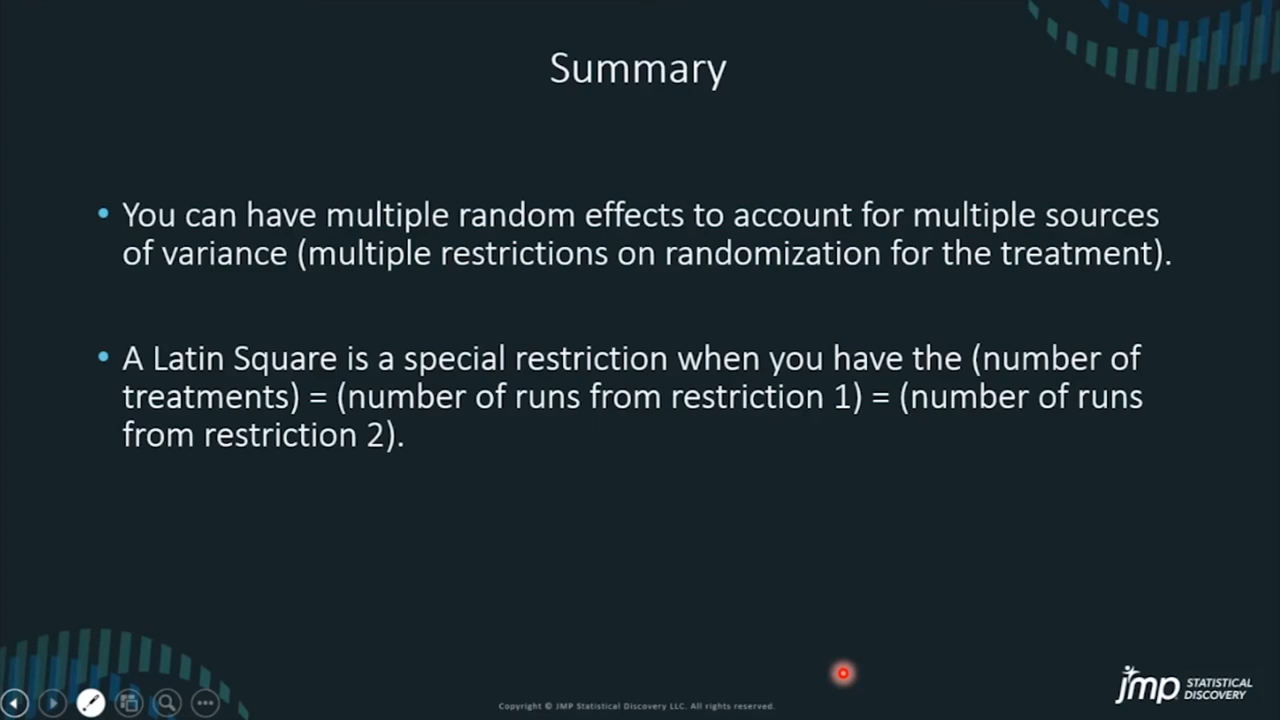 Summary
• You can have multiple random effects to account for multiple sources
of variance (multiple restrictions on randomization for the treatment).
• A Latin Square is a special restriction when you have the (number of
treatments) = (number of runs from restriction 1) = (number of runs
from restriction 2).
Copyright © JMP Statistical Discovery LLC. All rights reserved.
jmp STATISTICAL
DISCOVERY